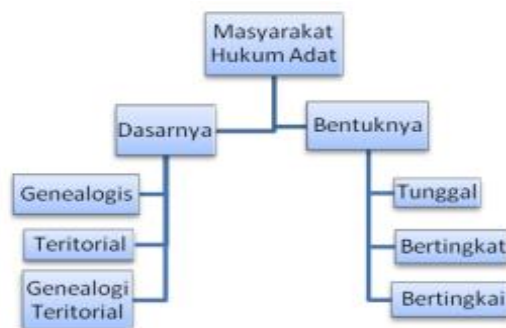 Masyarakat
Hukum Adat
Dasarnya
Bentuknya
Genealogis
Teritorial
Genealogi
Teritorial
Tunggal
Bertingkat
Bertingkai